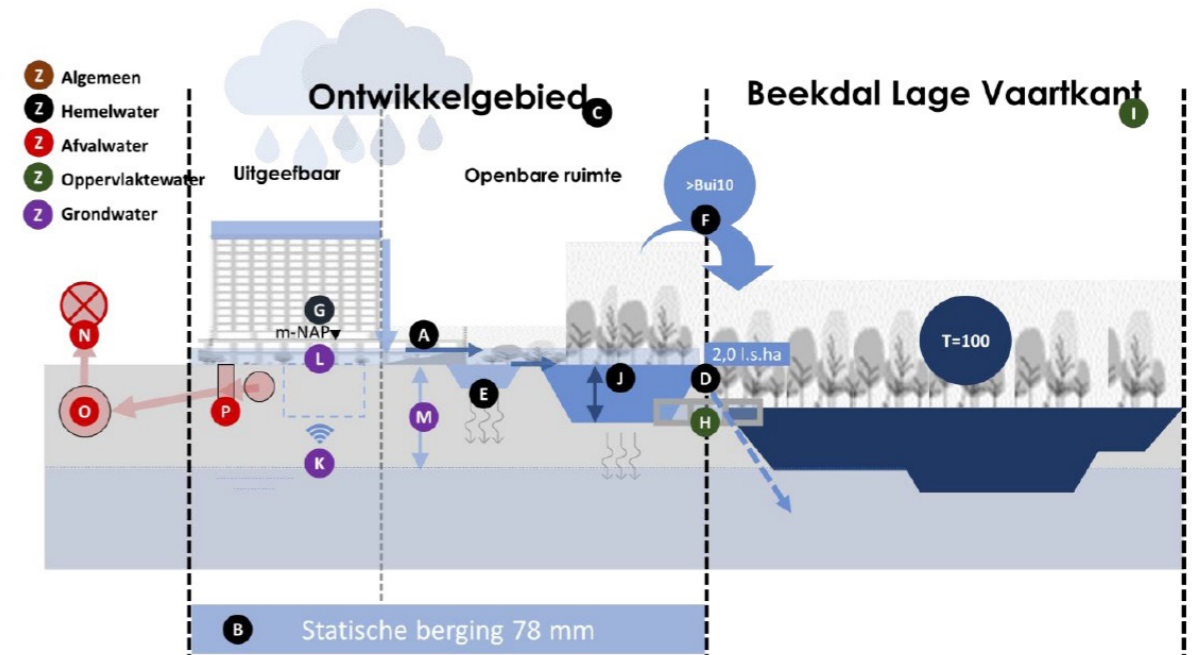 Z Algemeen
Z Hemelwater
Z Afvalwater
Z Oppervlaktewater
Z Grondwater
Ontwikkelgebied
C
Beekdal Lage Vaartkant
I
Uitgeefbaar
Openbare ruimte
>Bui10
F
G
m-NAP
N
A
L
2,0 l.s.ha
T=100
J
D
E
O
P
M
H
K
B Statische berging 78 mm